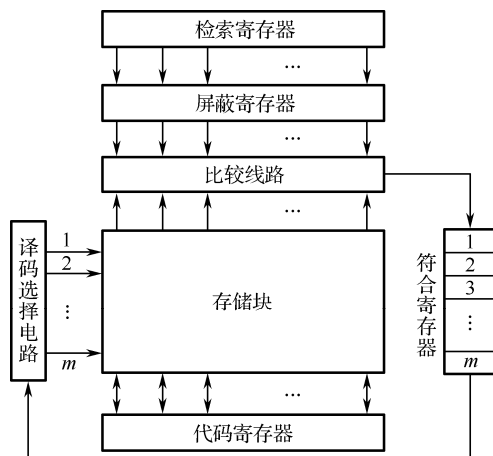 检索寄存器
...
屏蔽寄存器
...
比较线路
...
译码选择电路
1
2
⋮
m
存储块
符合寄存器
1
2
3
⋮
m
...
代码寄存器